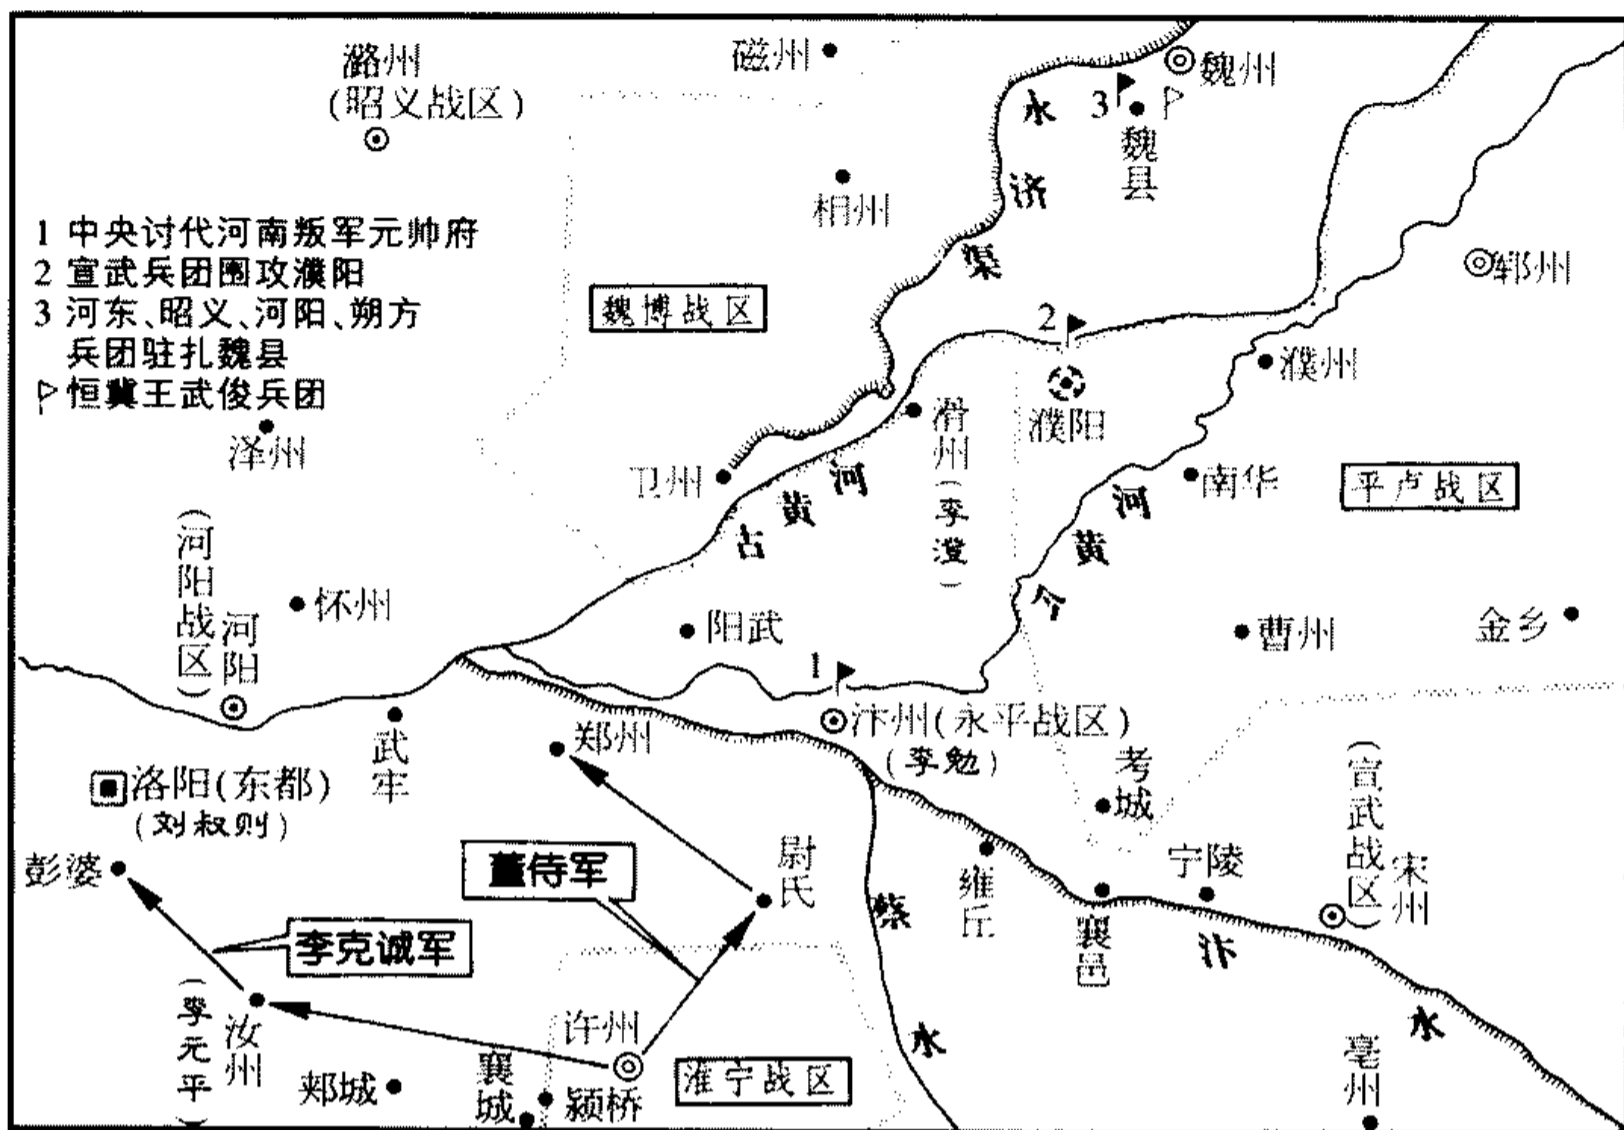 潞州
(昭义战区)
磁州
魏州
3
魏县
永济渠
相州
1 中央讨伐河南叛军元帅府
2 宣武兵团围攻濮阳
3 河东、昭义、河阳、朔方
兵团驻扎魏县
恒冀王武俊兵团
魏博战区
郓州
2
濮阳
濮州
泽州
卫州
滑州(李澄)
古黄河
南华
平卢战区
今黄河
(河阳战区)
河阳
怀州
阳武
曹州
金乡
1
汴州(永平战区)
(李勉)
武牢
郑州
洛阳(东都)
(刘叔则)
考城
(宣武战区)
宋州
彭婆
董侍军
尉氏
雍丘
襄邑
宁陵
汴水
蔡水
李克诚军
汝州
(李元平)
郏城
襄城
许州
颍桥
淮宁战区
亳州